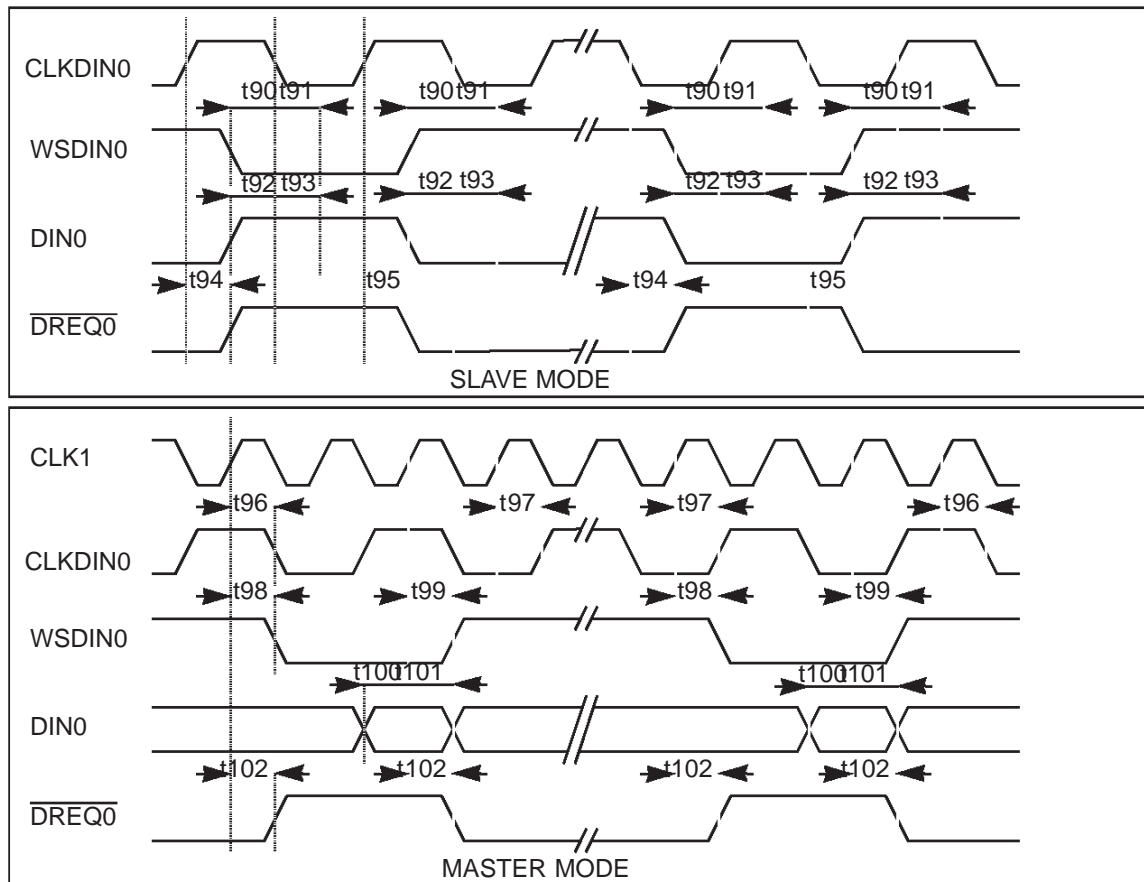 CLKDIN0
t90 t91 t90 t91 t90 t91 t90 t91
WSDIN0
t92 t93 t92 t93 t92 t93 t92 t93
DIN0
t94 t95 t94 t95
DREQ0
SLAVE MODE
CLK1
t96 t97 t97 t96
CLKDIN0
t98 t99 t98 t99
WSDIN0
t100 t101 t100 t101
DIN0
t102 t102 t102 t102
DREQ0
MASTER MODE